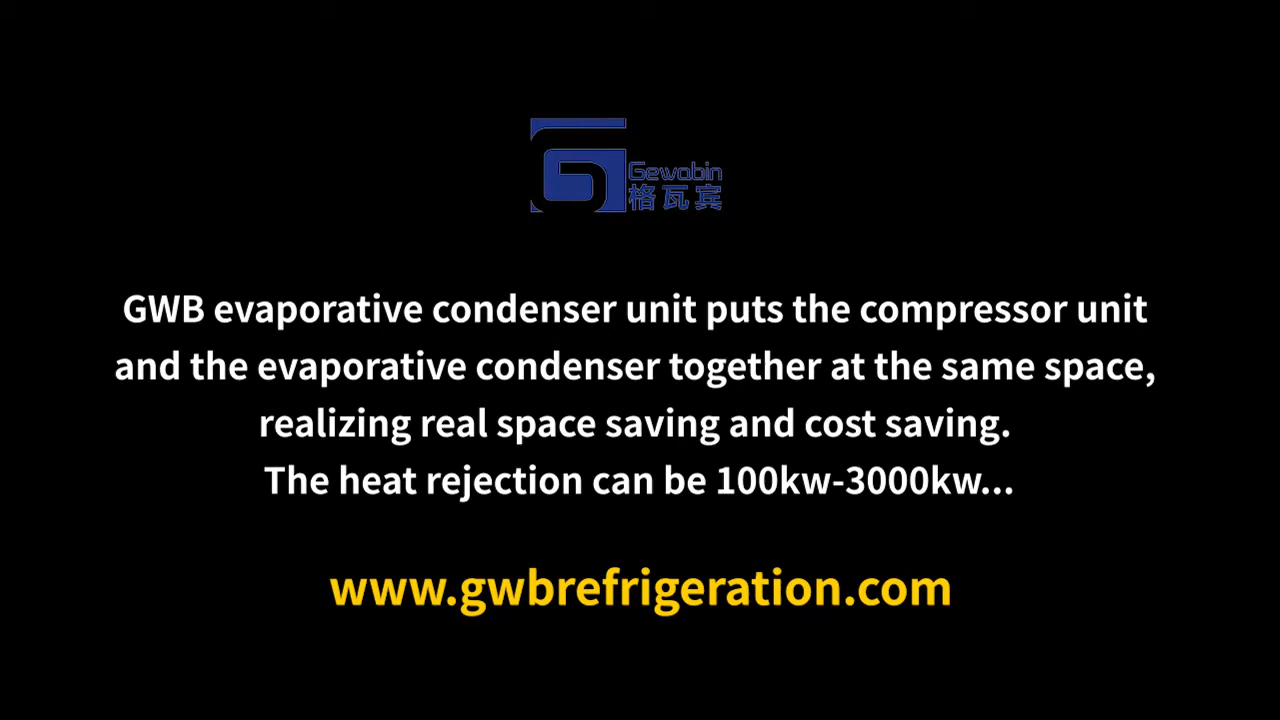 Gewabin
格瓦宾
GWB evaporative condenser unit puts the compressor unit
and the evaporative condenser together at the same space,
realizing real space saving and cost saving.
The heat rejection can be 100kw-3000kw...
www.gwbrefrigeration.com